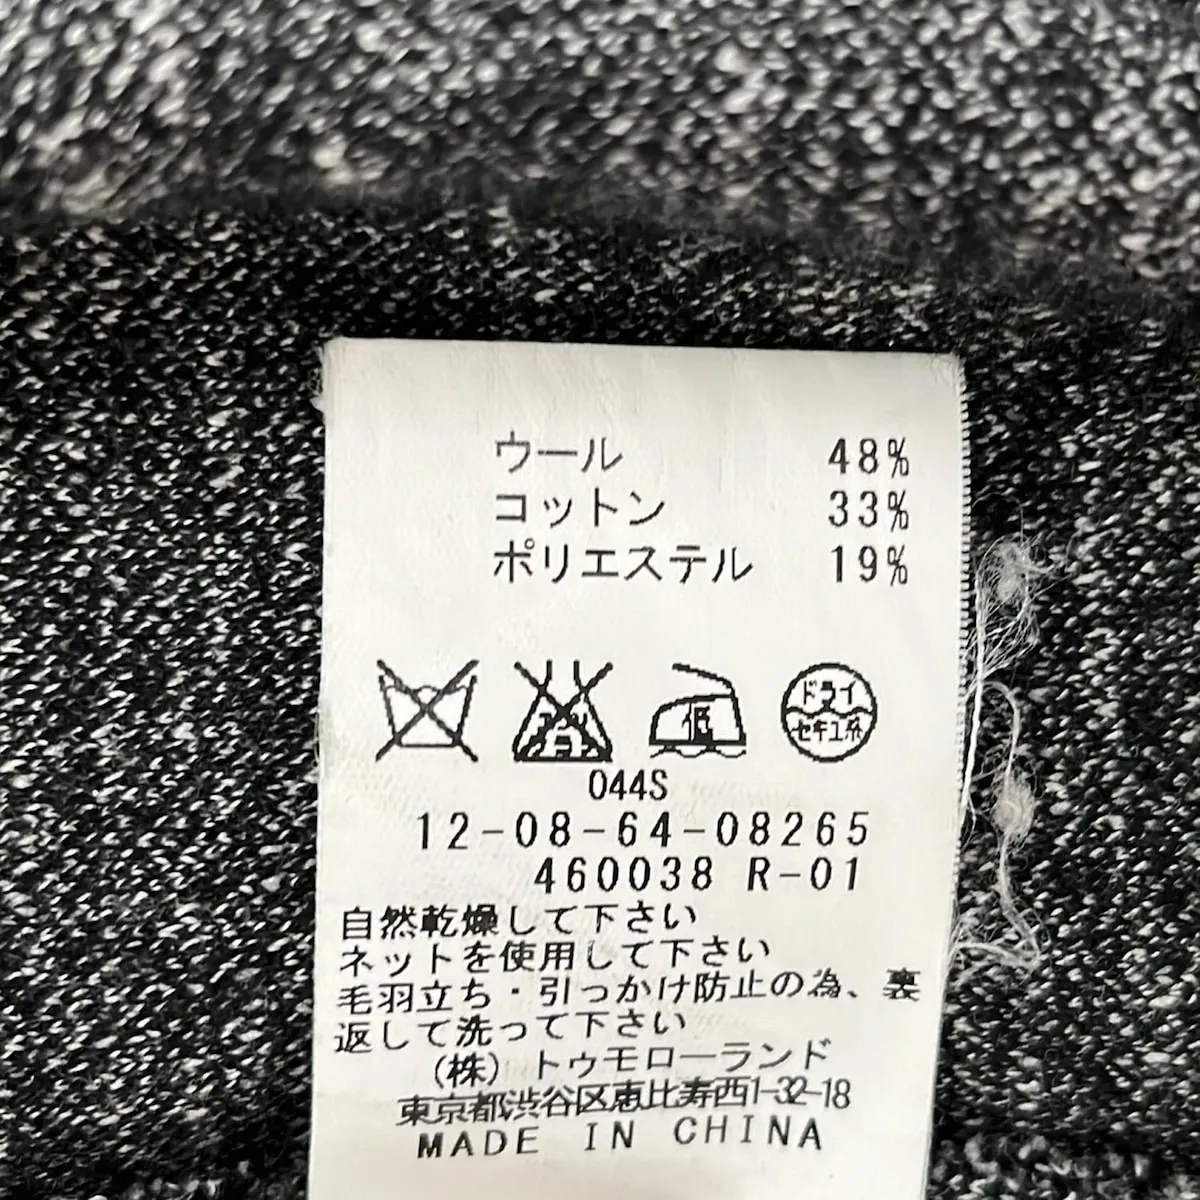 ウール 48%
コットン 33%
ポリエステル 19%
低 ドライ
セキユ系
044S
12-08-64-08265
460038 R-01
自然乾燥して下さい
ネットを使用して下さい
毛羽立ち・引っかけ防止の為、裏
返して洗って下さい
(株)トゥモローランド
東京都渋谷区恵比寿西1-32-18
MADE IN CHINA